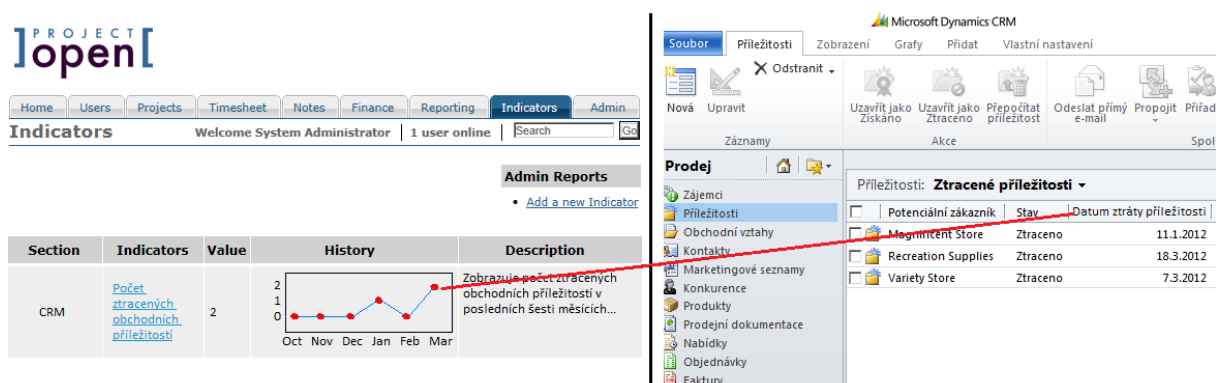 PROJECT
]open[
Home Users Projects Timesheet Notes Finance Reporting Indicators Admin
Indicators Welcome System Administrator | 1 user online | Search Go
Admin Reports
• Add a new Indicator
Section Indicators Value History Description
CRM
Počet
ztracených
obchodních
příležitostí
2
2
1
0
Oct Nov Dec Jan Feb Mar
Zobrazuje počet ztracených
obchodních příležitostí v
posledních šesti měsících...
Microsoft Dynamics CRM
Soubor Příležitosti Zobrazení Grafy Přidat Vlastní nastavení
Nová Upravit Odstranit
Záznamy
Uzavřít jako
Získáno
Uzavřít jako
Ztraceno
Přepočítat
příležitost
Akce
Odeslat přímý
e-mail
Propojit
Přiřad
Spol
Prodej
Zájemci
Příležitosti
Obchodní vztahy
Kontakty
Marketingové seznamy
Konkurence
Produkty
Prodejní dokumentace
Nabídky
Objednávky
Faktury
Příležitosti: Ztracené příležitosti
Potenciální zákazník Stav Datum ztráty příležitosti
Magnificent Store Ztraceno 11.1.2012
Recreation Supplies Ztraceno 18.3.2012
Variety Store Ztraceno 7.3.2012